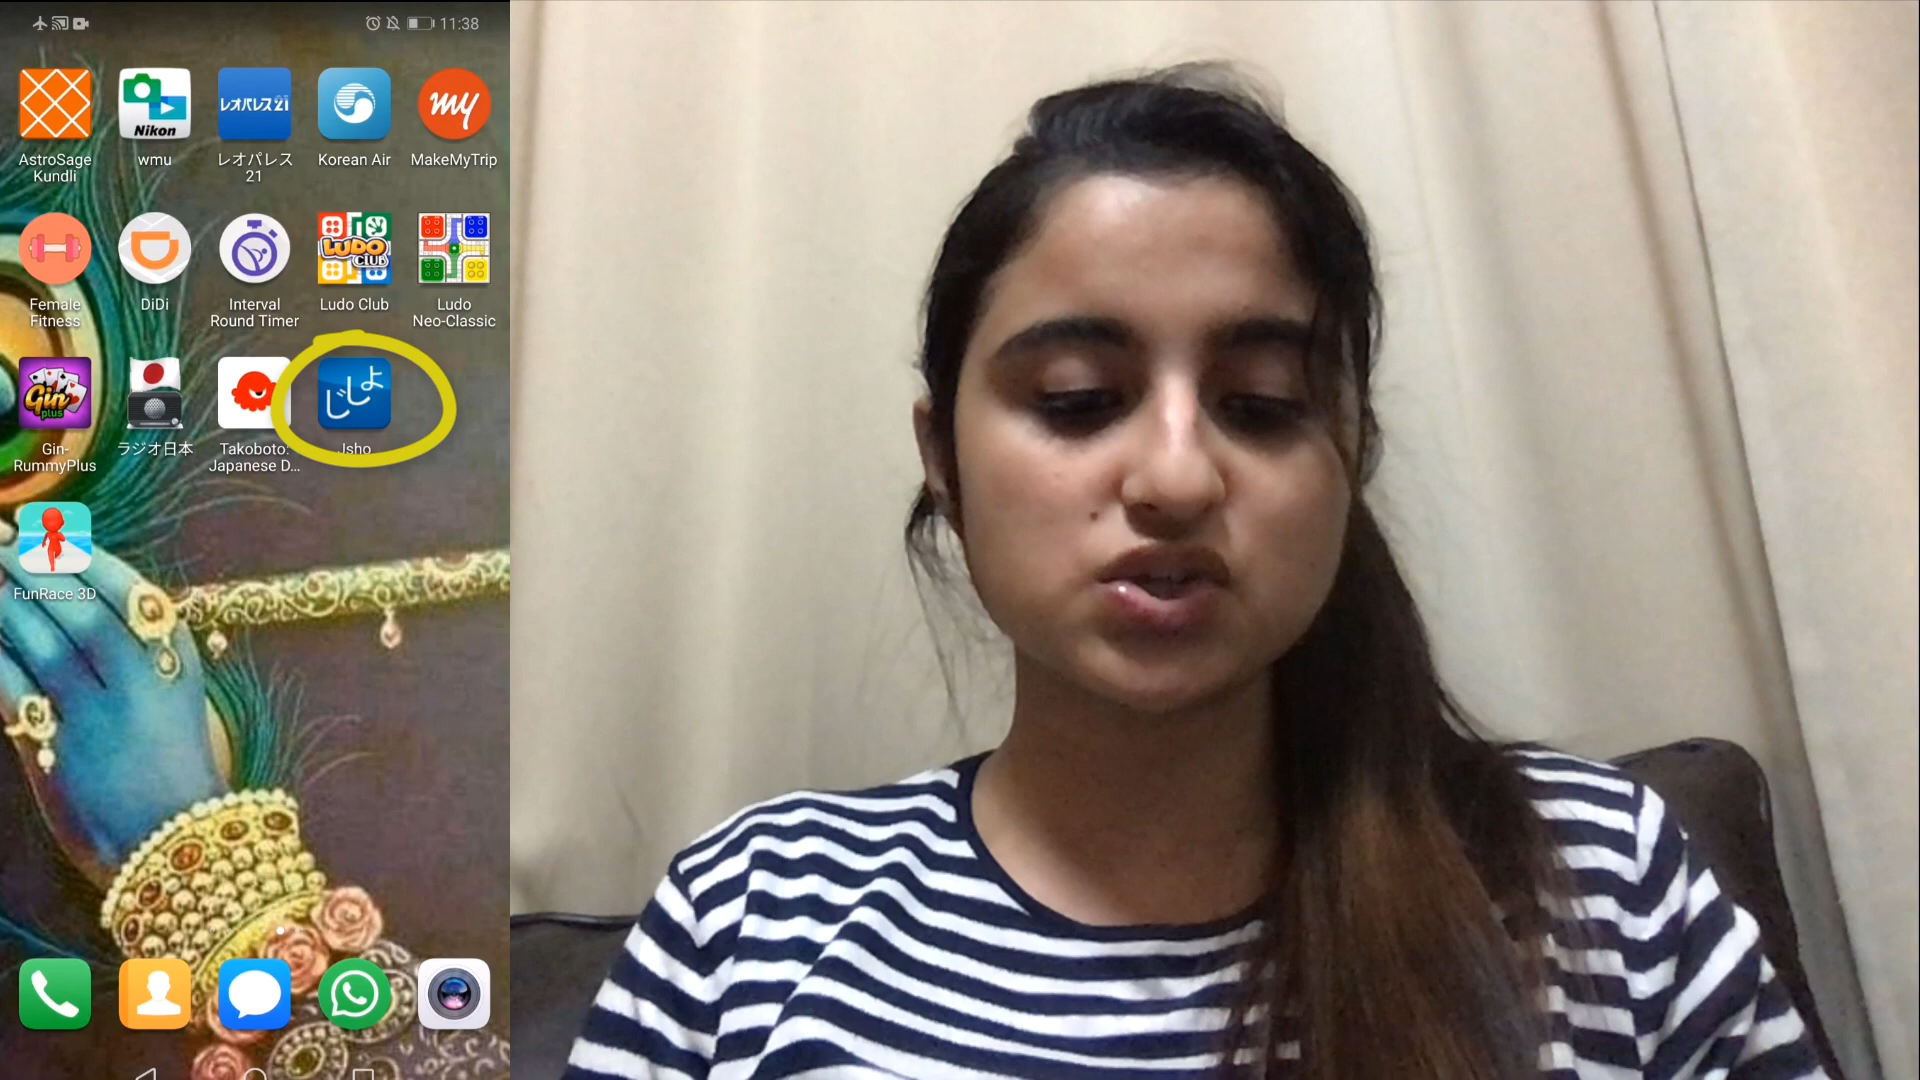 11:38
Nikon
レオパレス21
my
AstroSage
Kundli
wmu
レオパレス
21
Korean Air
MakeMyTrip
LUDO
CLUB
Female
Fitness
DiDi
Interval
Round Timer
Ludo Club
Ludo
Neo-Classic
Gin
plus
じしょ
Gin-
RummyPlus
ラジオ日本
Takoboto:
Japanese D...
Jsho
FunRace 3D